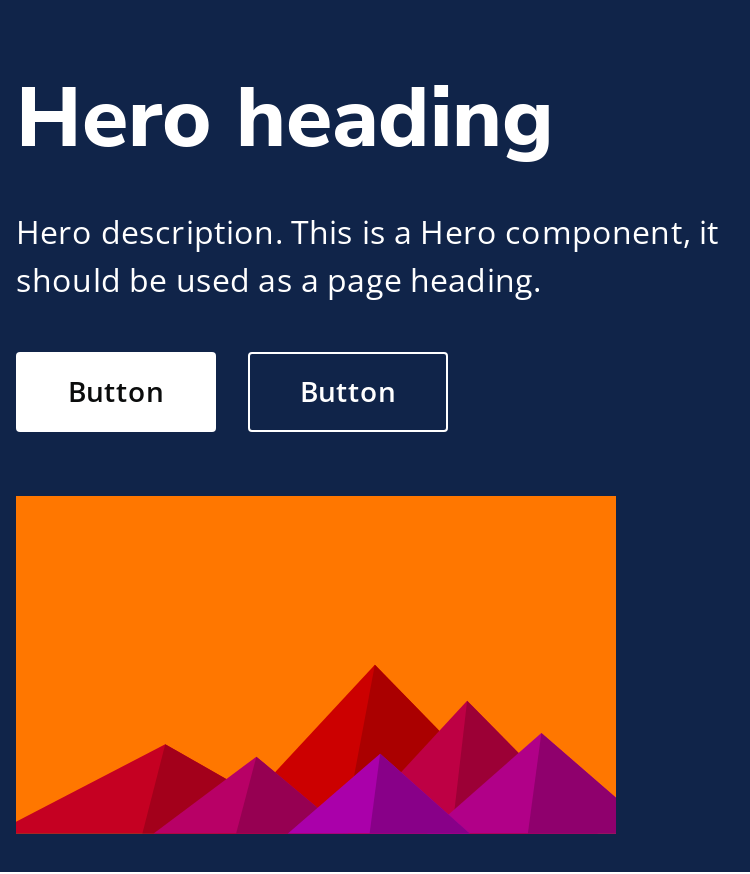 Hero heading
Hero description. This is a Hero component, it
should be used as a page heading.
Button Button